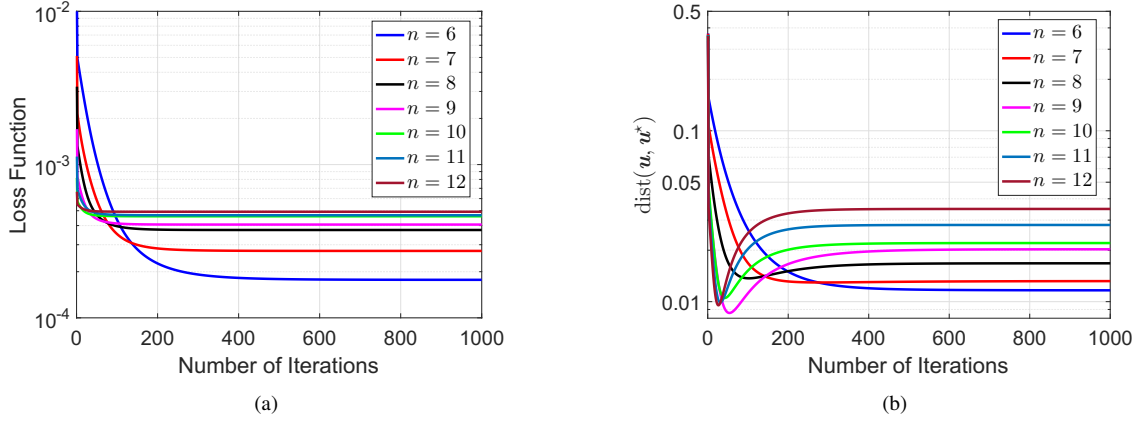 10^-2
10^-3
10^-4
Loss Function
0
200
400
600
800
1000
Number of Iterations
n = 6
n = 7
n = 8
n = 9
n = 10
n = 11
n = 12
(a)
0.5
0.1
0.05
0.01
dist(u, u*)
0
200
400
600
800
1000
Number of Iterations
n = 6
n = 7
n = 8
n = 9
n = 10
n = 11
n = 12
(b)